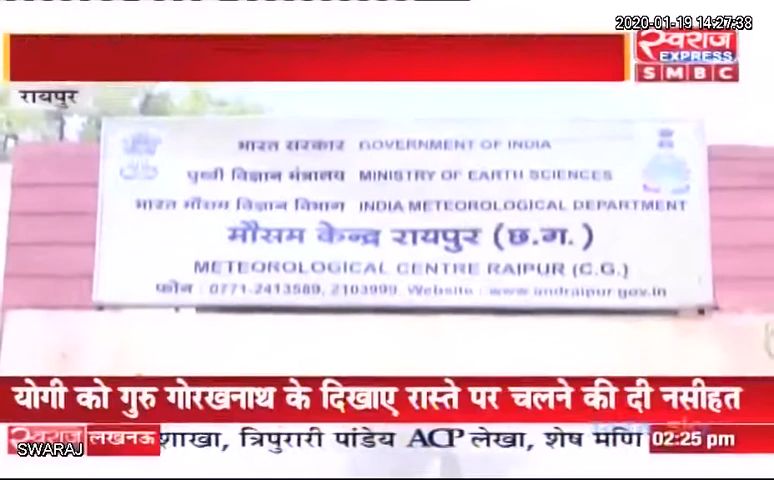 2020-01-19 14:27:38
स्वराज
EXPRESS
SMBC
रायपुर
भारत सरकार GOVERNMENT OF INDIA
पृथ्वी विज्ञान मंत्रालय MINISTRY OF EARTH SCIENCES
भारत मौसम विज्ञान विभाग INDIA METEOROLOGICAL DEPARTMENT
मौसम केन्द्र रायपुर (छ.ग.)
METEOROLOGICAL CENTRE RAIPUR (C.G.)
फोन : 0771-2413589, 2103999, Website : www.imdraipur.gov.in
योगी को गुरु गोरखनाथ के दिखाए रास्ते पर चलने की दी नसीहत
स्वराज लखनऊ शाखा, त्रिपुरारी पांडेय ACP लेखा, शेष मणि 02:25 pm
SWARAJ